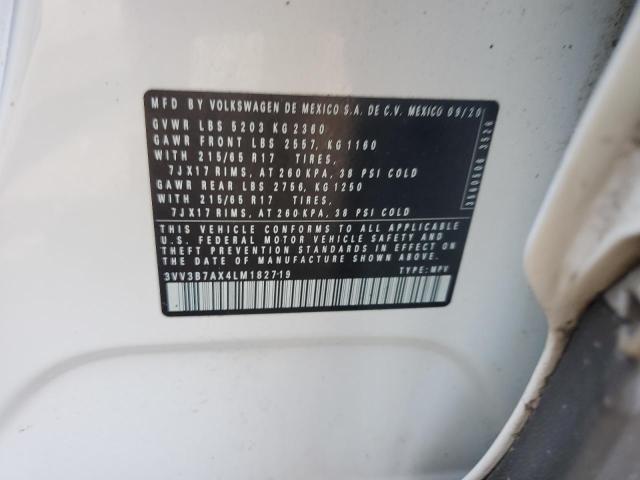 MFD BY VOLKSWAGEN DE MEXICO S.A. DE C.V. MEXICO 09/20
GVWR LBS 5203 KG 2360
GAWR FRONT LBS 2557, KG 1160
WITH 215/65 R17 TIRES,
7JX17 RIMS, AT 260 KPA, 38 PSI COLD
GAWR REAR LBS 2756, KG 1250
WITH 215/65 R17 TIRES,
7JX17 RIMS, AT 260 KPA, 38 PSI COLD
THIS VEHICLE CONFORMS TO ALL APPLICABLE
U.S. FEDERAL MOTOR VEHICLE SAFETY AND
THEFT PREVENTION STANDARDS IN EFFECT ON
THE DATE OF MANUFACTURE SHOWN ABOVE
3VV3B7AX4LM182719 TYPE: MPV